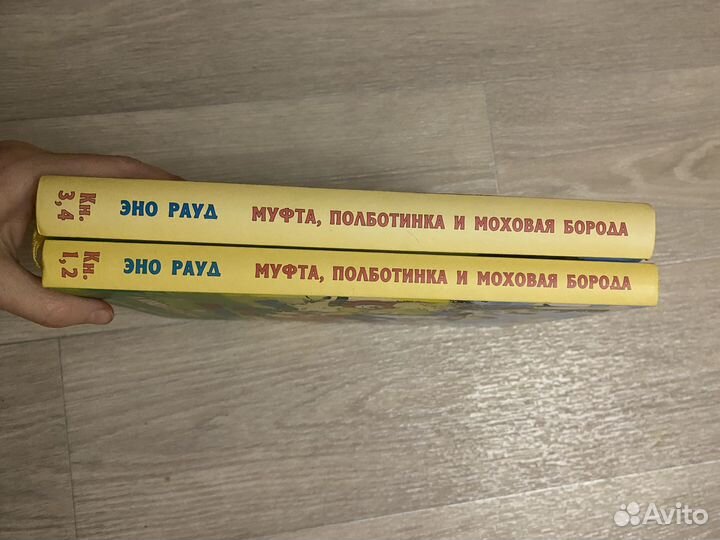 Кн. 3,4 ЭНО РАУД МУФТА, ПОЛБОТИНКА И МОХОВАЯ БОРОДА
Кн. 1,2 ЭНО РАУД МУФТА, ПОЛБОТИНКА И МОХОВАЯ БОРОДА
Avito